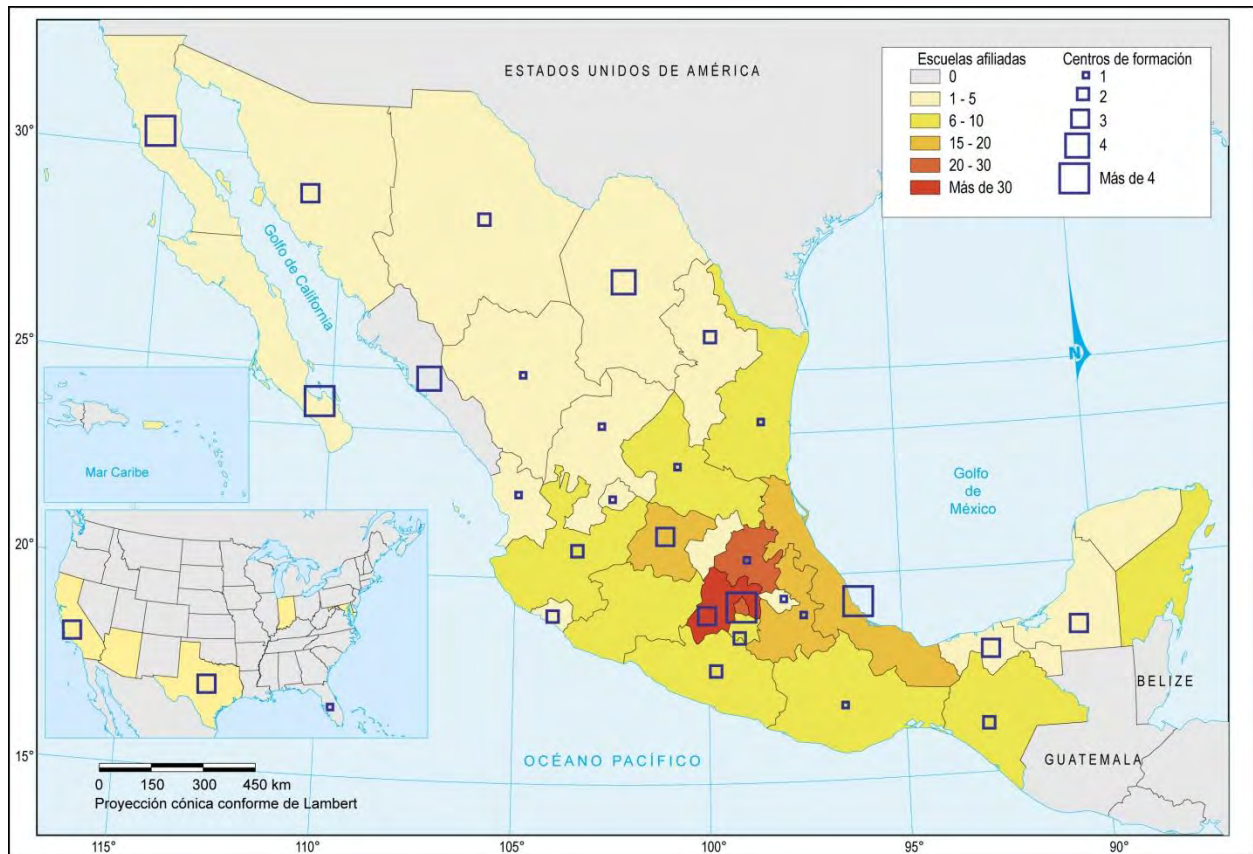 ESTADOS UNIDOS DE AMÉRICA
Escuelas afiliadas
0
1 - 5
6 - 10
15 - 20
20 - 30
Más de 30
Centros de formación
1
2
3
4
Más de 4
30°
25°
20°
15°
Golfo de California
N
Mar Caribe
Golfo
de
México
BELIZE
GUATEMALA
OCÉANO PACÍFICO
0 150 300 450 km
Proyección cónica conforme de Lambert
115° 110° 105° 100° 95° 90°